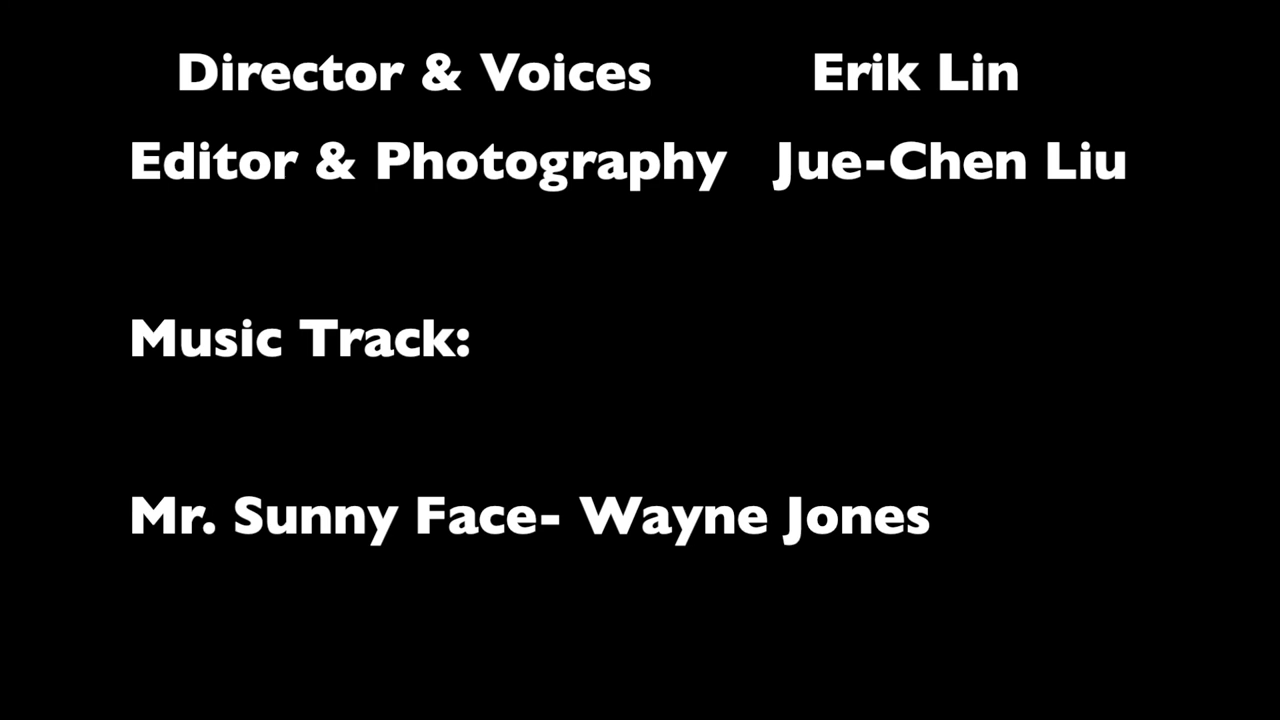 Director & Voices Erik Lin
Editor & Photography Jue-Chen Liu
Music Track:
Mr. Sunny Face- Wayne Jones